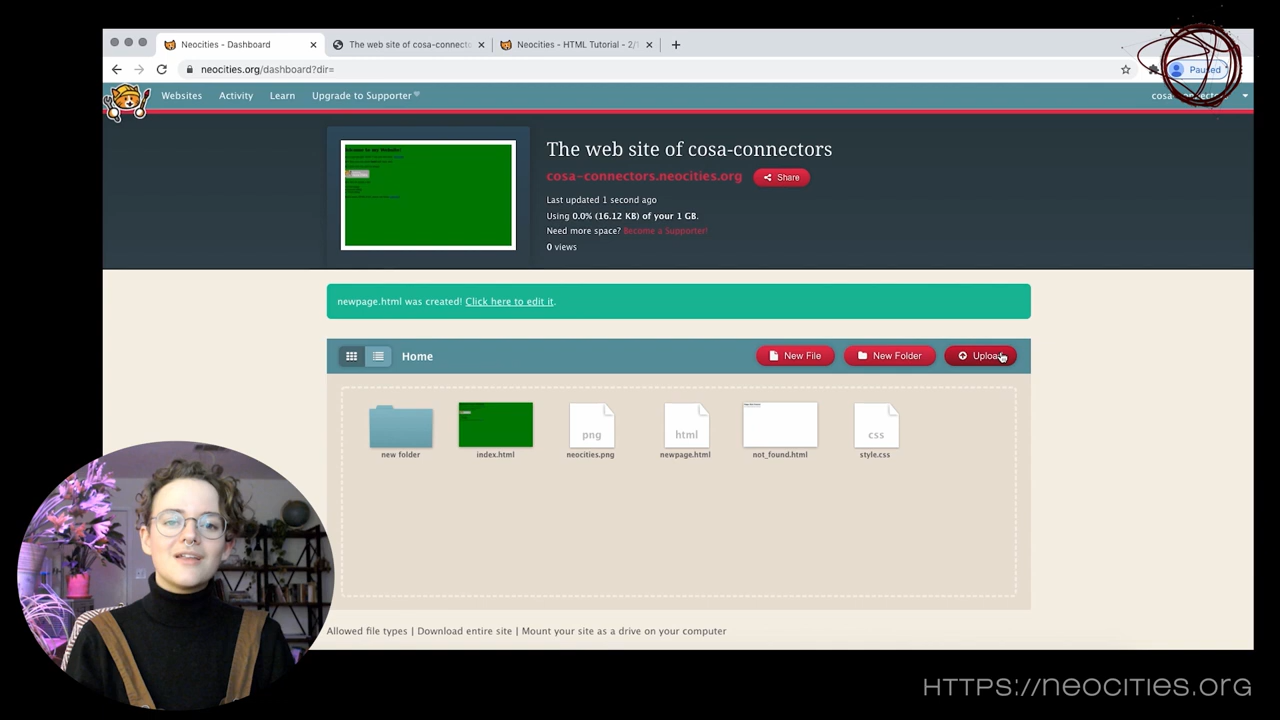 Neocities - Dashboard
The web site of cosa-connect
Neocities - HTML Tutorial - 2/
neocities.org/dashboard?dir=
Paused
Websites
Activity
Learn
Upgrade to Supporter
The web site of cosa-connectors
cosa-connectors.neocities.org
Share
Last updated 1 second ago
Using 0.0% (16.12 KB) of your 1 GB.
Need more space? Become a Supporter!
0 views
newpage.html was created! Click here to edit it.
Home
New File
New Folder
Upload
png
html
css
new folder
index.html
neocities.png
newpage.html
not_found.html
style.css
Allowed file types | Download entire site | Mount your site as a drive on your computer
HTTPS://NEOCITIES.ORG